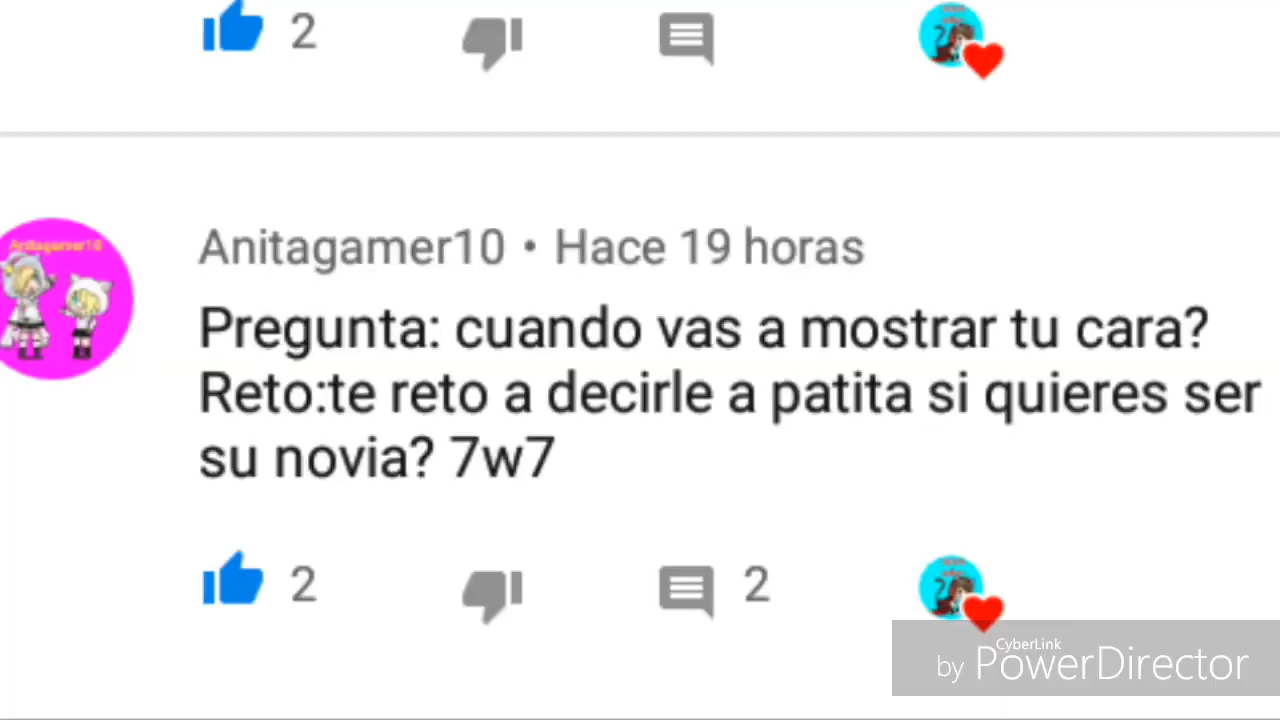 2
Anitagamer10
Anitagamer10 • Hace 19 horas
Pregunta: cuando vas a mostrar tu cara?
Reto:te reto a decirle a patita si quieres ser
su novia? 7w7
2 2
CyberLink
by PowerDirector